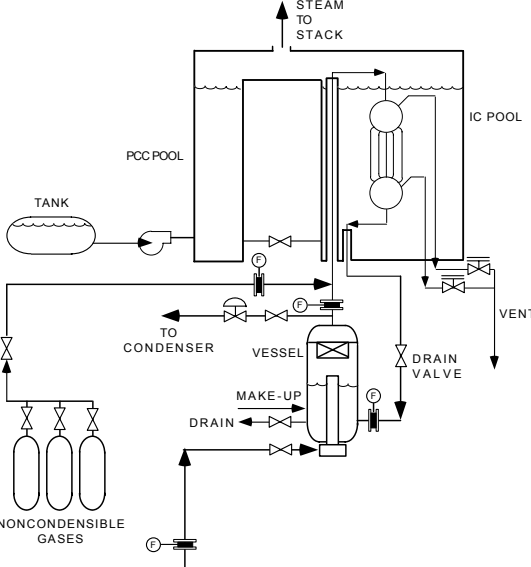 STEAM
TO
STACK
IC POOL
PCC POOL
TANK
F
F
VENT
TO
CONDENSER
VESSEL
DRAIN
VALVE
MAKE-UP
F
DRAIN
NONCONDENSIBLE
GASES
F